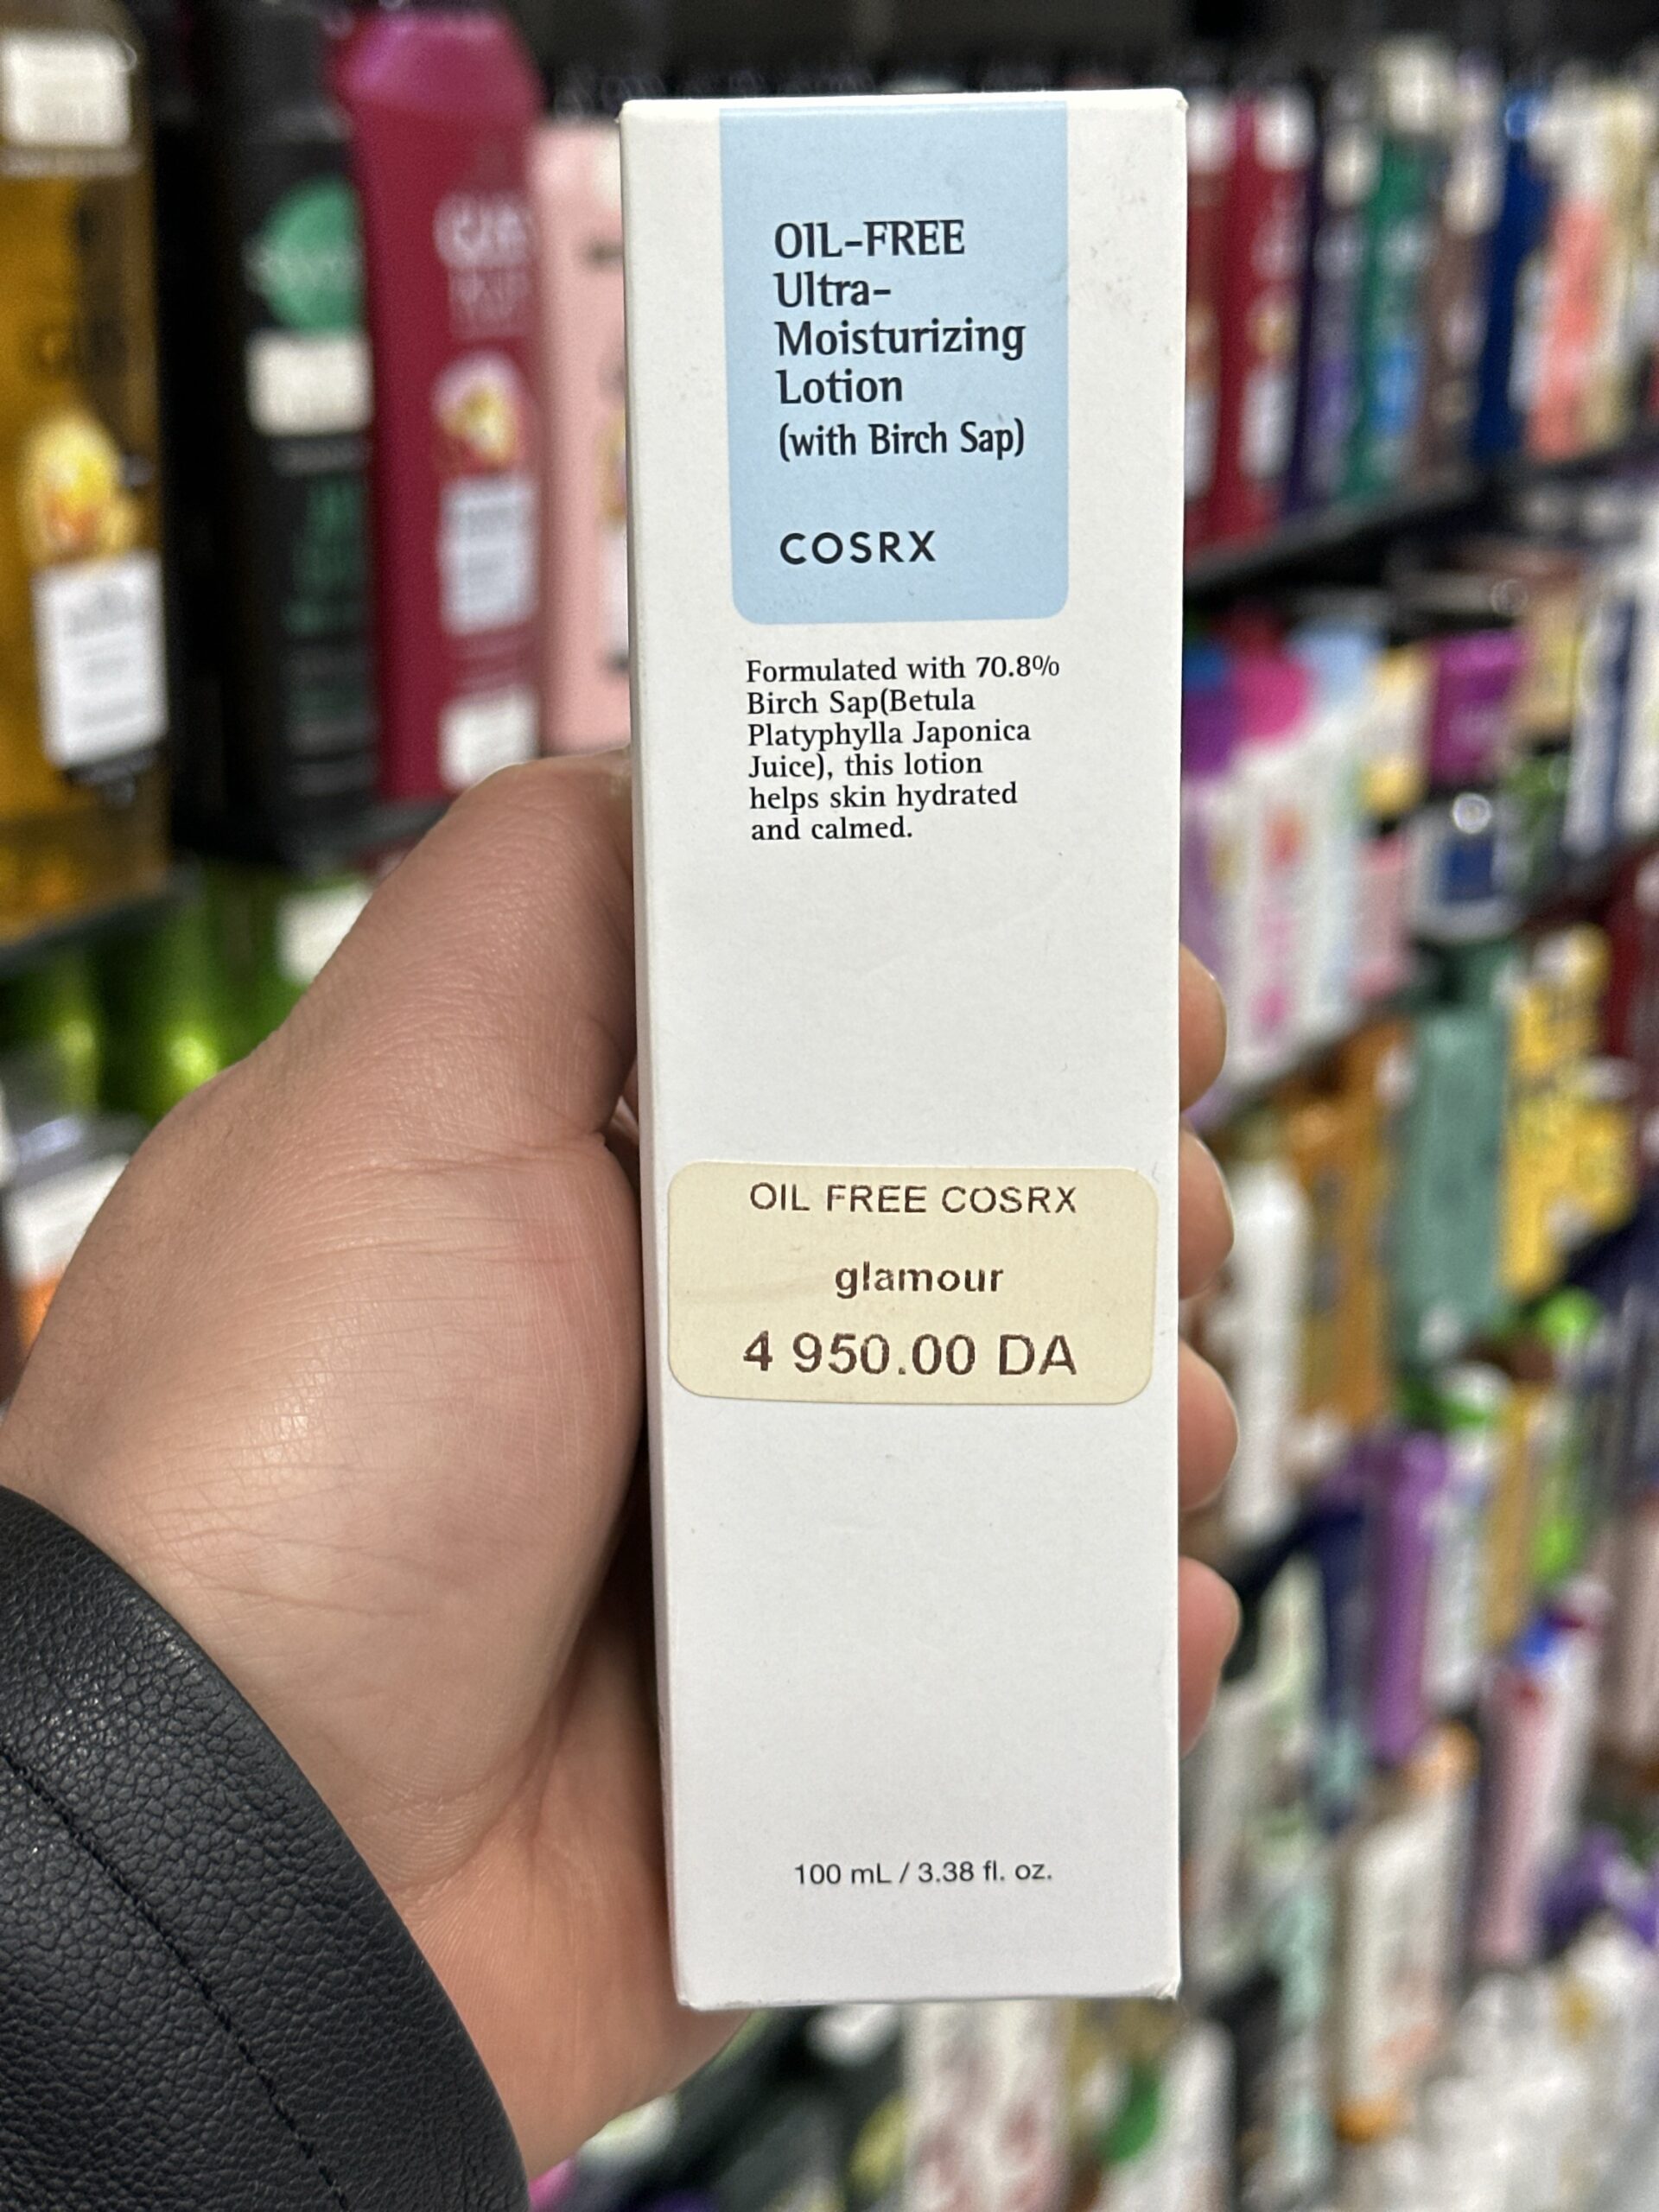 OIL-FREE
Ultra-
Moisturizing
Lotion
(with Birch Sap)
COSRX
Formulated with 70.8%
Birch Sap(Betula
Platyphylla Japonica
Juice), this lotion
helps skin hydrated
and calmed.
OIL FREE COSRX
glamour
4 950.00 DA
100 mL / 3.38 fl. oz.